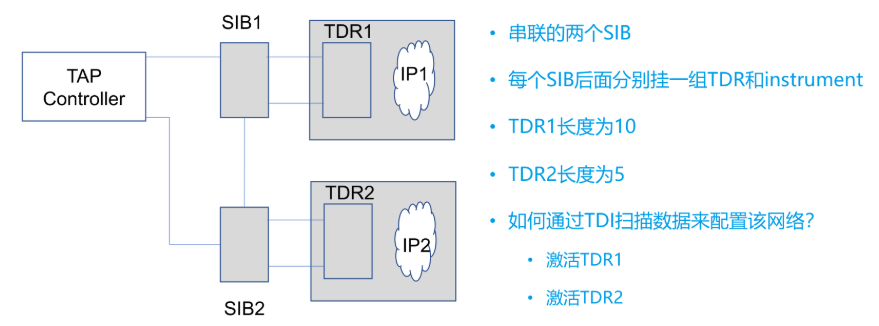 SIB1
TDR1
IP1
TAP
Controller
TDR2
IP2
SIB2
• 串联的两个SIB
• 每个SIB后面分别挂一组TDR和instrument
• TDR1长度为10
• TDR2长度为5
• 如何通过TDI扫描数据来配置该网络？
• 激活TDR1
• 激活TDR2